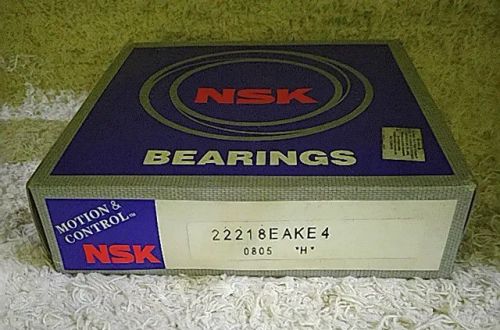 NSK
BEARINGS
MOTION &
CONTROL™
NSK
22218EAKE4
0805 "H"